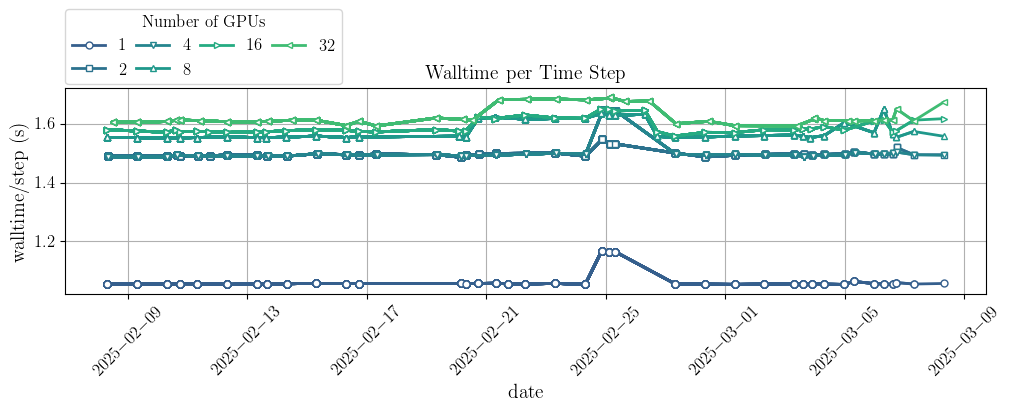 Number of GPUs
1 4 16 32
2 8
Walltime per Time Step
walltime/step (s)
1.6
1.4
1.2
2025−02−09 2025−02−13 2025−02−17 2025−02−21 2025−02−25 2025−03−01 2025−03−05 2025−03−09
date